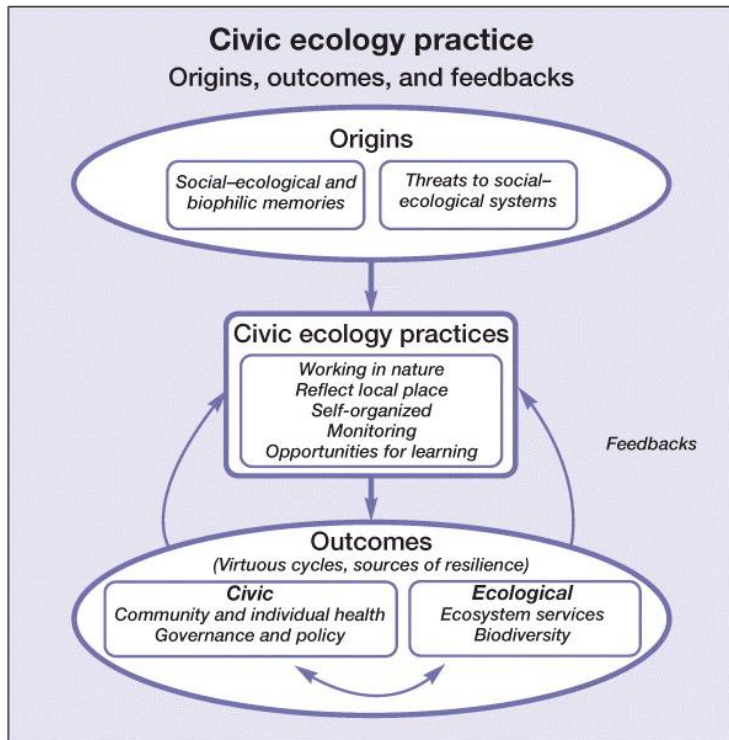 Civic ecology practice
Origins, outcomes, and feedbacks
Origins
Social–ecological and
biophilic memories
Threats to social–
ecological systems
Civic ecology practices
Working in nature
Reflect local place
Self-organized
Monitoring
Opportunities for learning
Feedbacks
Outcomes
(Virtuous cycles, sources of resilience)
Civic
Community and individual health
Governance and policy
Ecological
Ecosystem services
Biodiversity